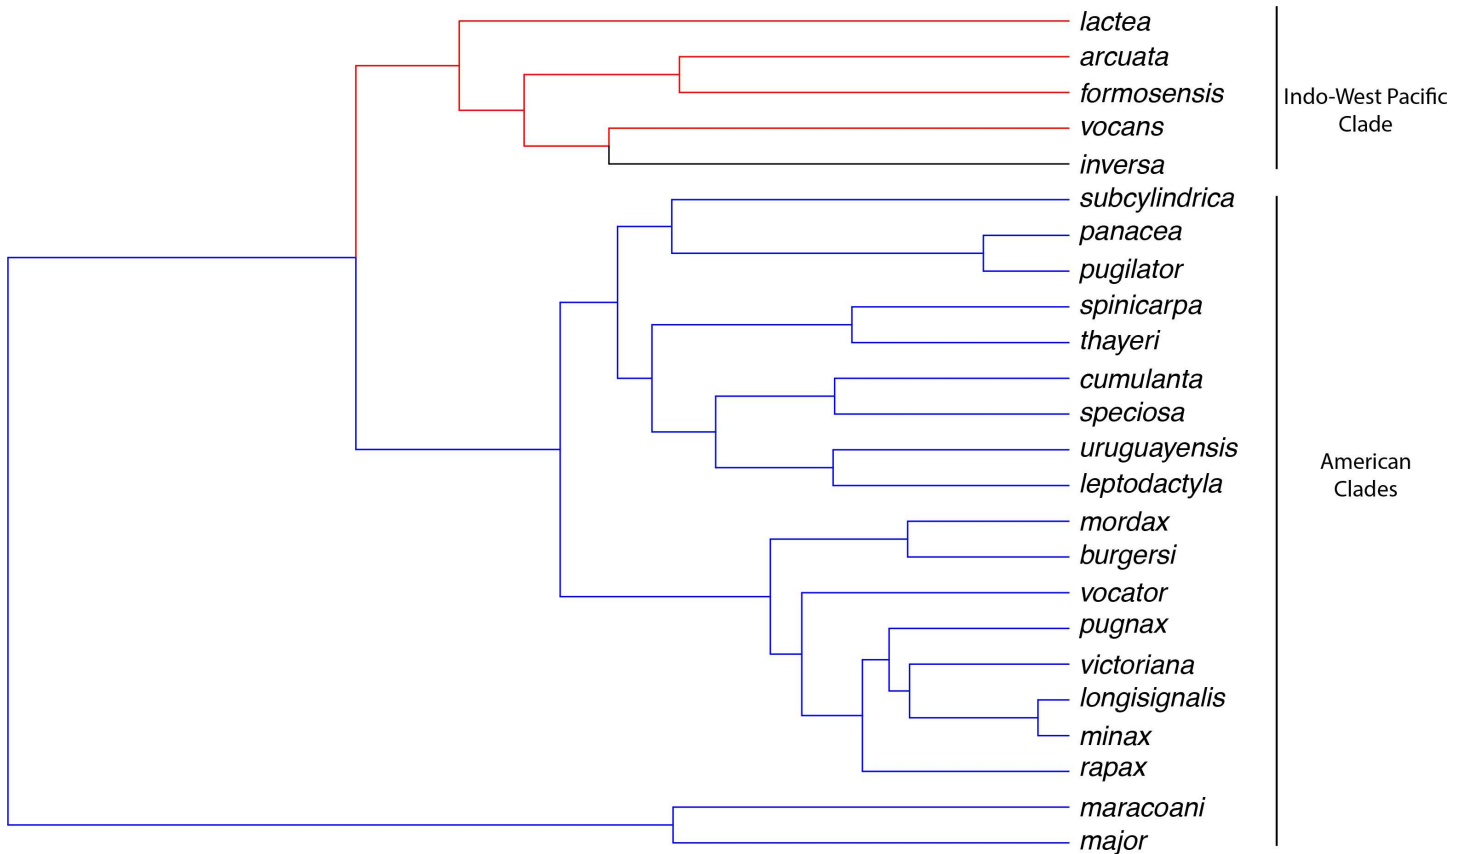 lactea
arcuata
formosensis
vocans
inversa
Indo-West Pacific
Clade
subcylindrica
panacea
pugilator
spinicarpa
thayeri
cumulanta
speciosa
uruguayensis
leptodactyla
mordax
burgersi
vocator
pugnax
victoriana
longisignalis
minax
rapax
maracoani
major
American
Clades